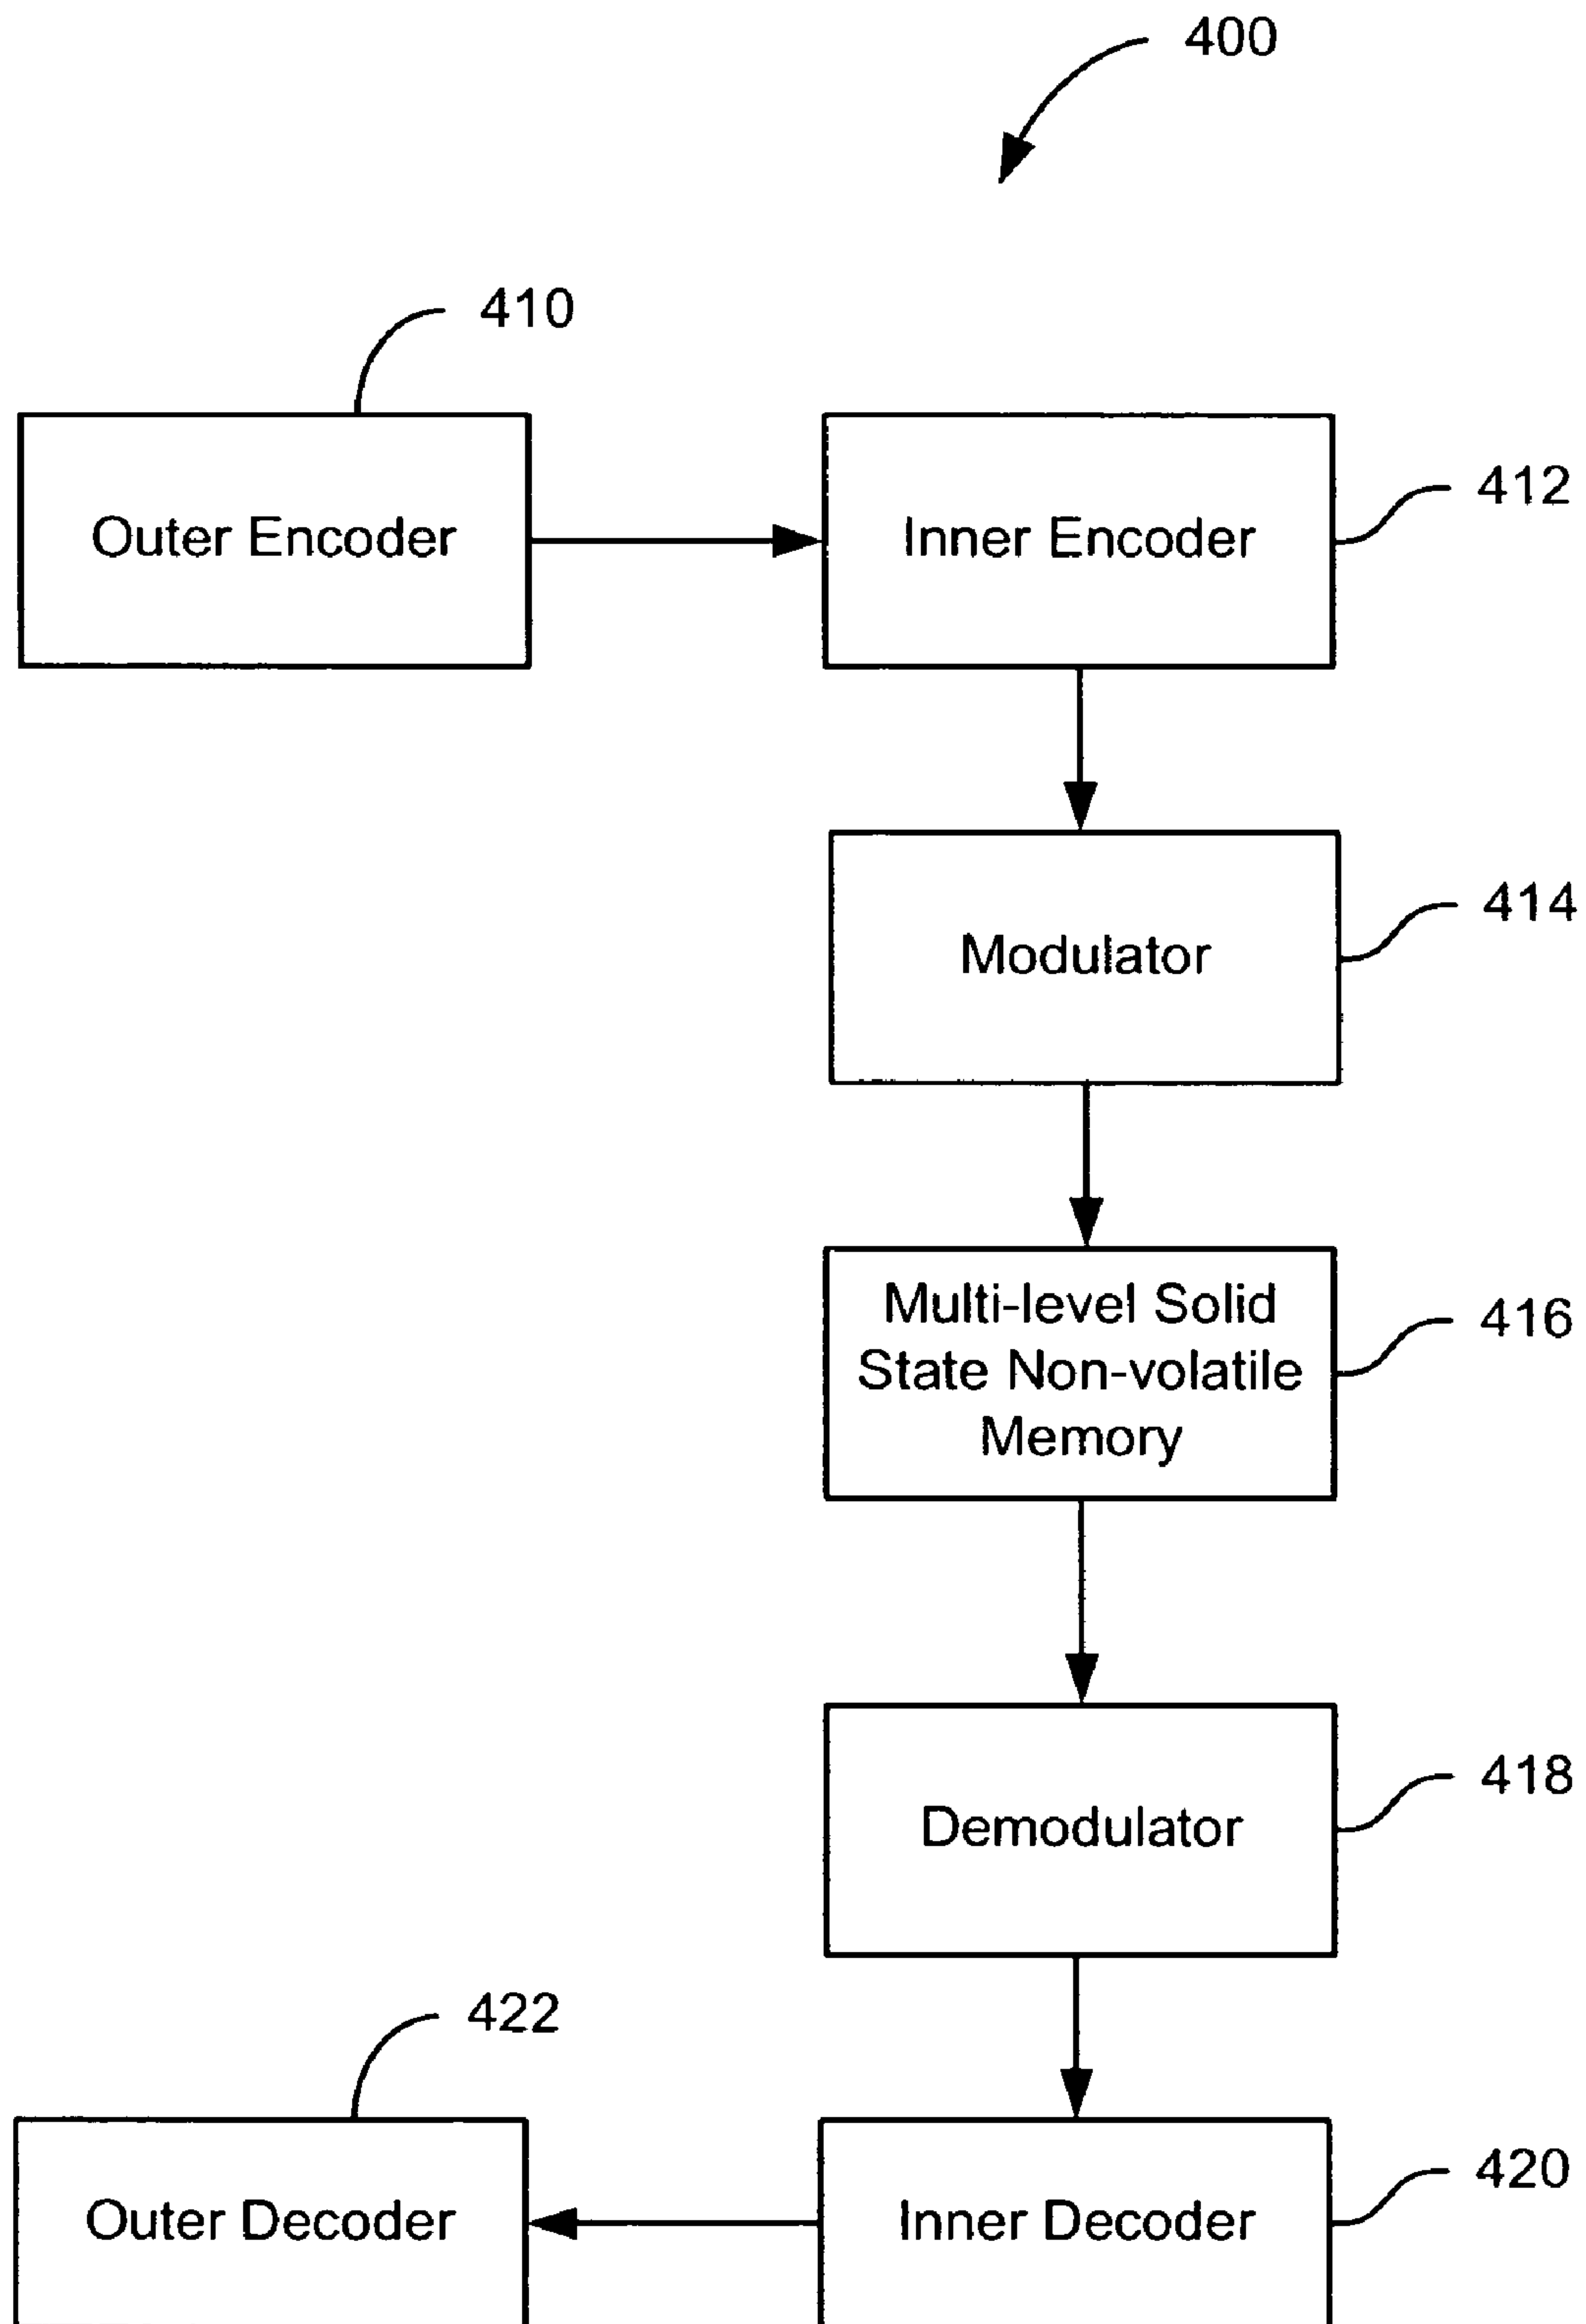 400
410
Outer Encoder
Inner Encoder
412
Modulator
414
Multi-level Solid
State Non-volatile
Memory
416
Demodulator
418
422
Outer Decoder
Inner Decoder
420